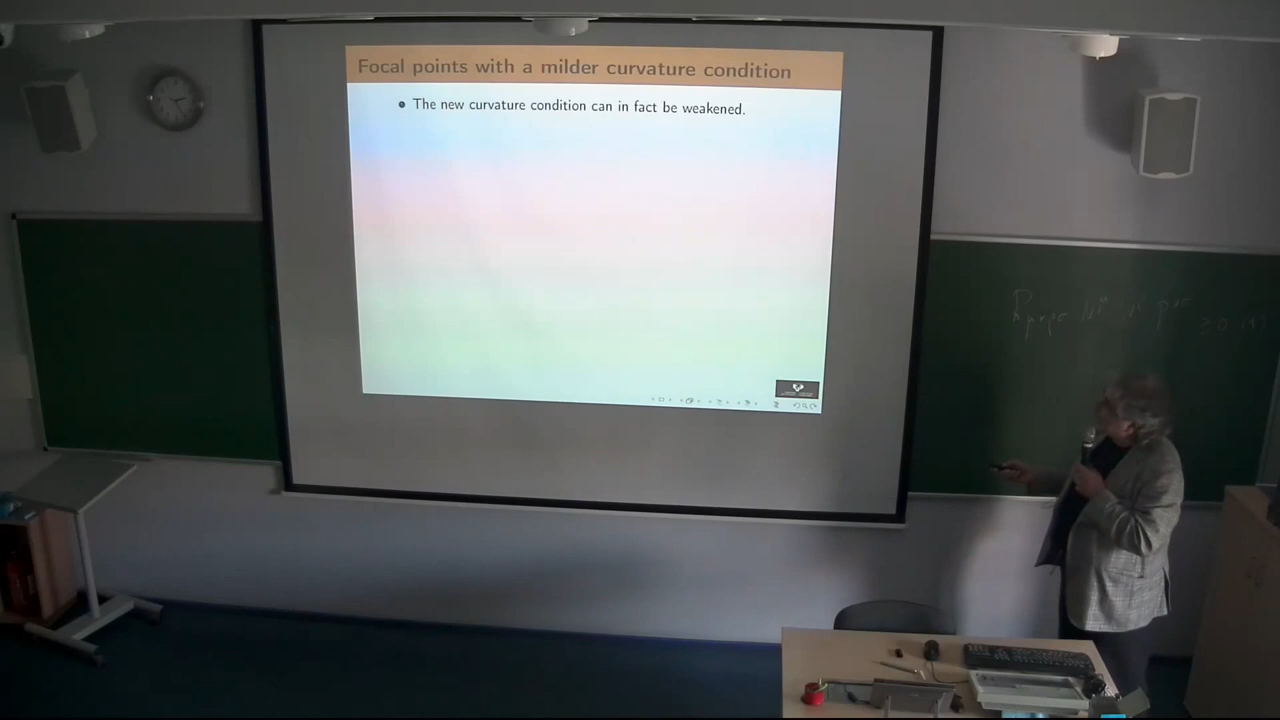 Focal points with a milder curvature condition
• The new curvature condition can in fact be weakened.